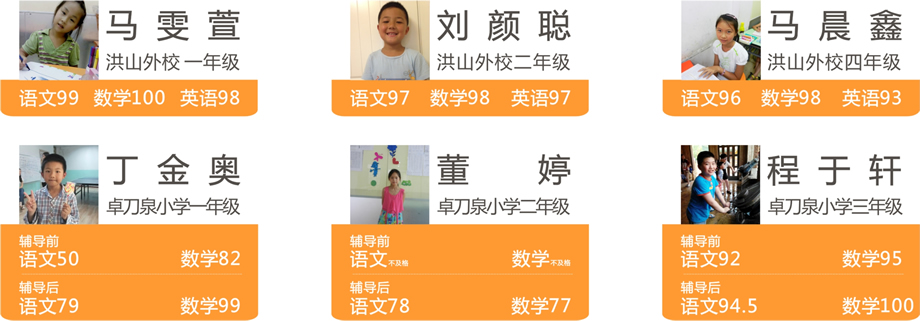 马雯萱
洪山外校 一年级
语文99 数学100 英语98
刘颜聪
洪山外校二年级
语文97 数学98 英语97
马晨鑫
洪山外校四年级
语文96 数学98 英语93
丁金奥
卓刀泉小学一年级
辅导前
语文50 数学82
辅导后
语文79 数学99
董婷
卓刀泉小学二年级
辅导前
语文不及格 数学不及格
辅导后
语文78 数学77
程于轩
卓刀泉小学三年级
辅导前
语文92 数学95
辅导后
语文94.5 数学100